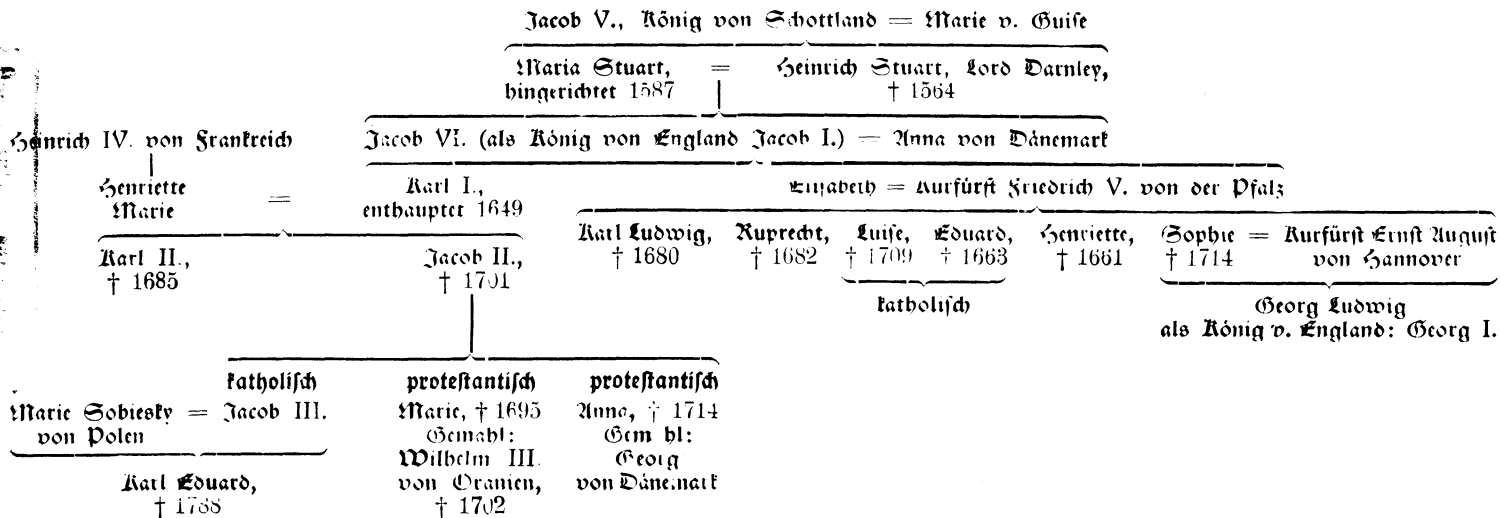 Jacob V., König von Schottland = Marie v. Guise
Maria Stuart, = Heinrich Stuart, Lord Darnley,
hingerichtet 1587 † 1564
Heinrich IV. von Frankreich Jacob VI. (als König von England Jacob I.) = Anna von Dänemark
Henriette = Karl I., Elisabeth = Kurfürst Friedrich V. von der Pfalz
Marie enthauptet 1649
Karl II., Jacob II., Karl Ludwig, Ruprecht, Luise, Eduard, Henriette, Sophie = Kurfürst Ernst August
† 1685 † 1701 † 1680 † 1682 † 1709 † 1663 † 1661 † 1714 von Hannover
katholisch Georg Ludwig
als König v. England: Georg I.
katholisch protestantisch protestantisch
Marie Sobiesky = Jacob III. Marie, † 1695 Anna, † 1714
von Polen Gemahl: Gem hl:
Wilhelm III. Georg
Karl Eduard, von Oranien, von Dänemark
† 1788 † 1702